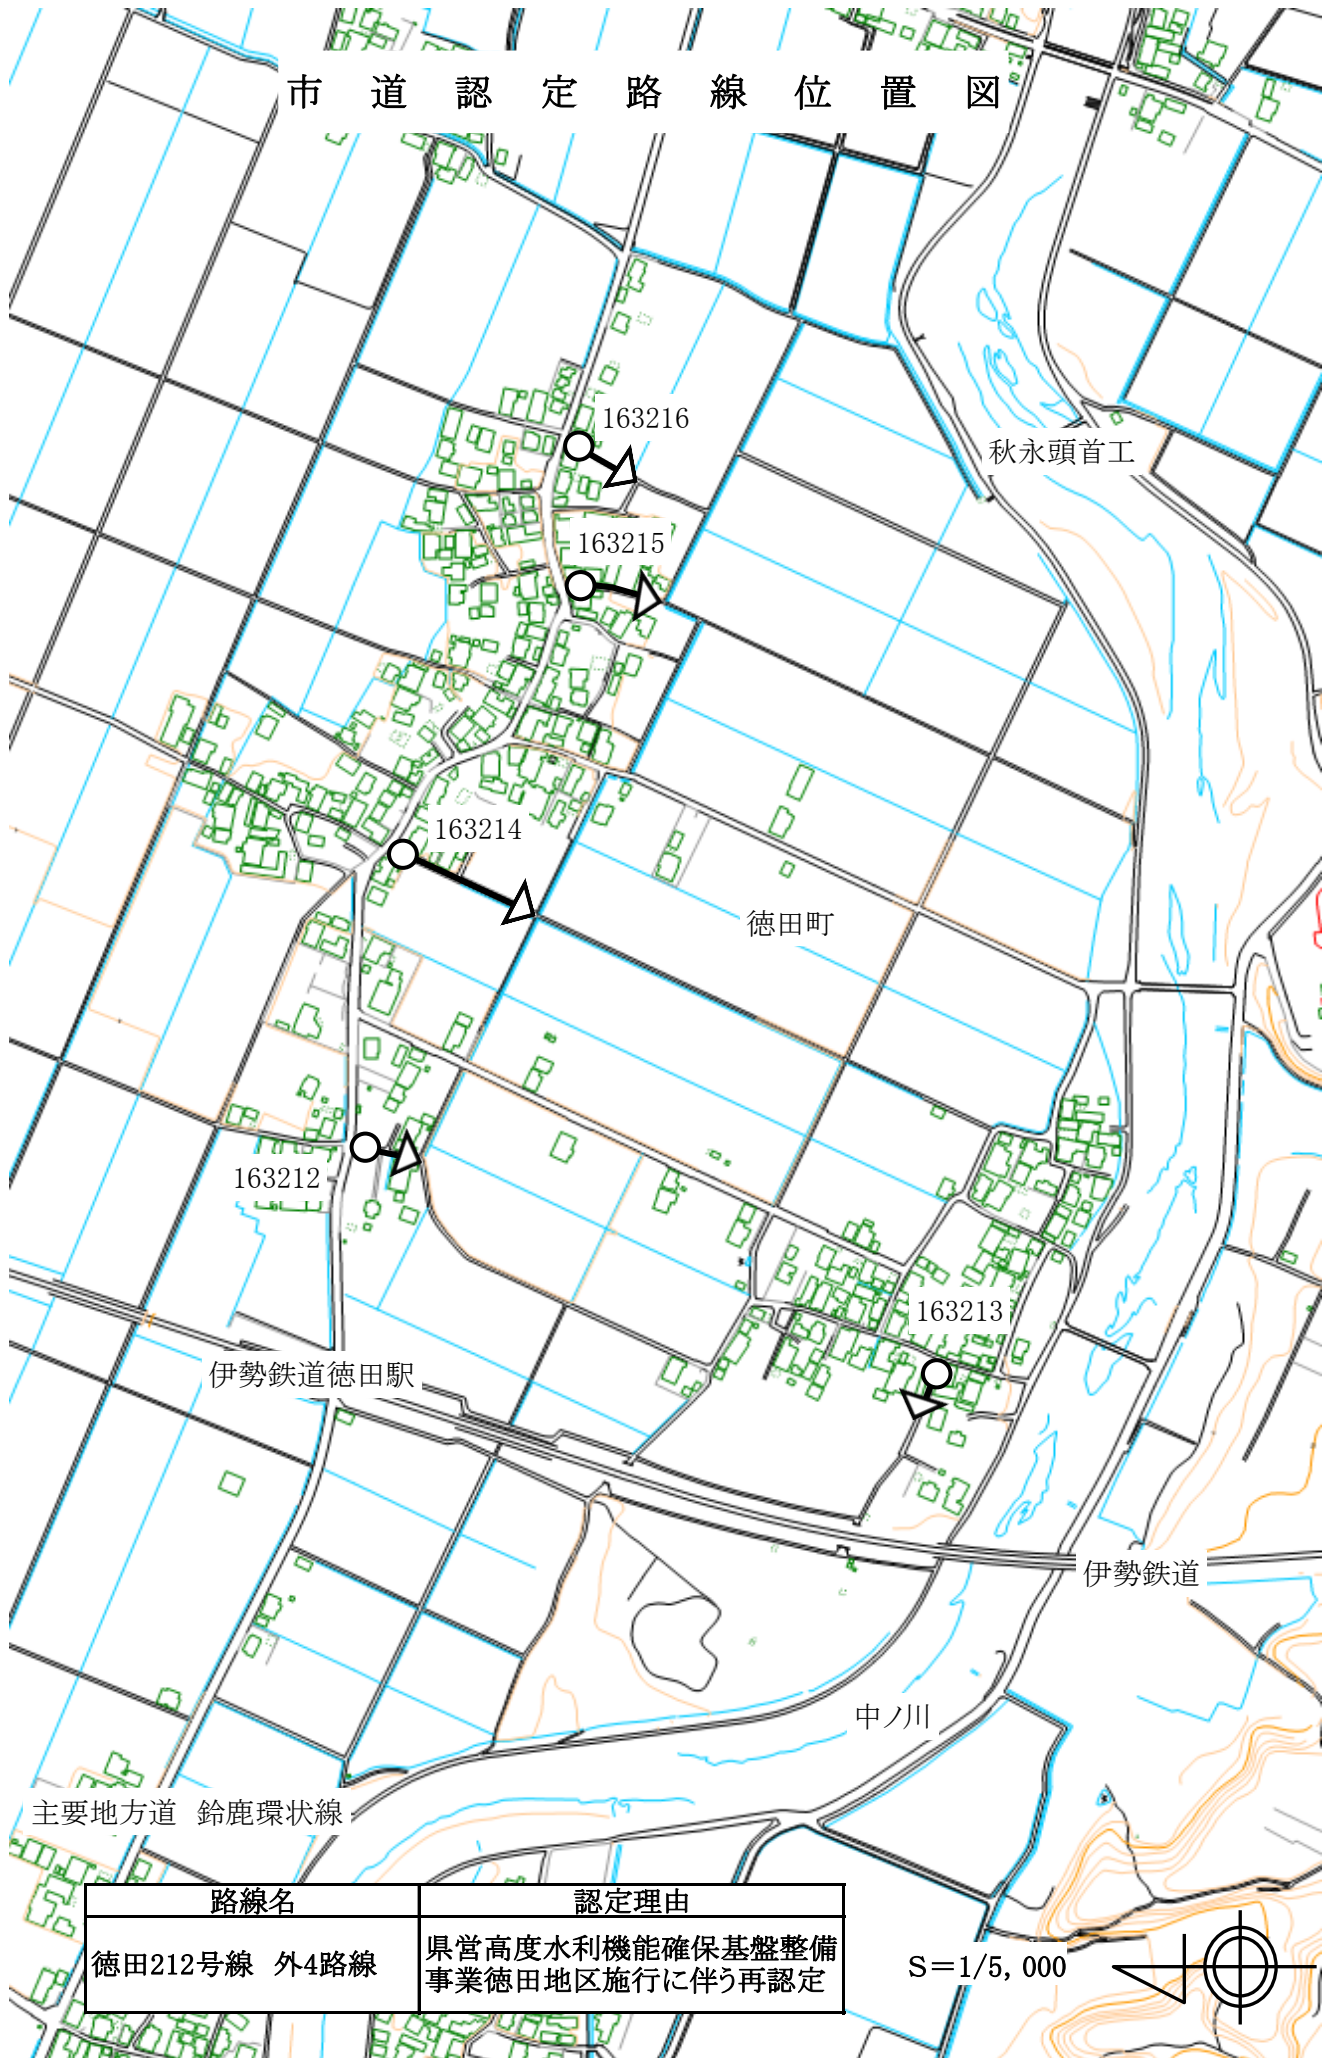 市道認定路線位置図
163216
秋永頭首工
163215
163214
徳田町
163212
163213
伊勢鉄道徳田駅
伊勢鉄道
中ノ川
主要地方道 鈴鹿環状線
路線名
認定理由
徳田212号線 外4路線
県営高度水利機能確保基盤整備
事業徳田地区施行に伴う再認定
S＝1/5,000